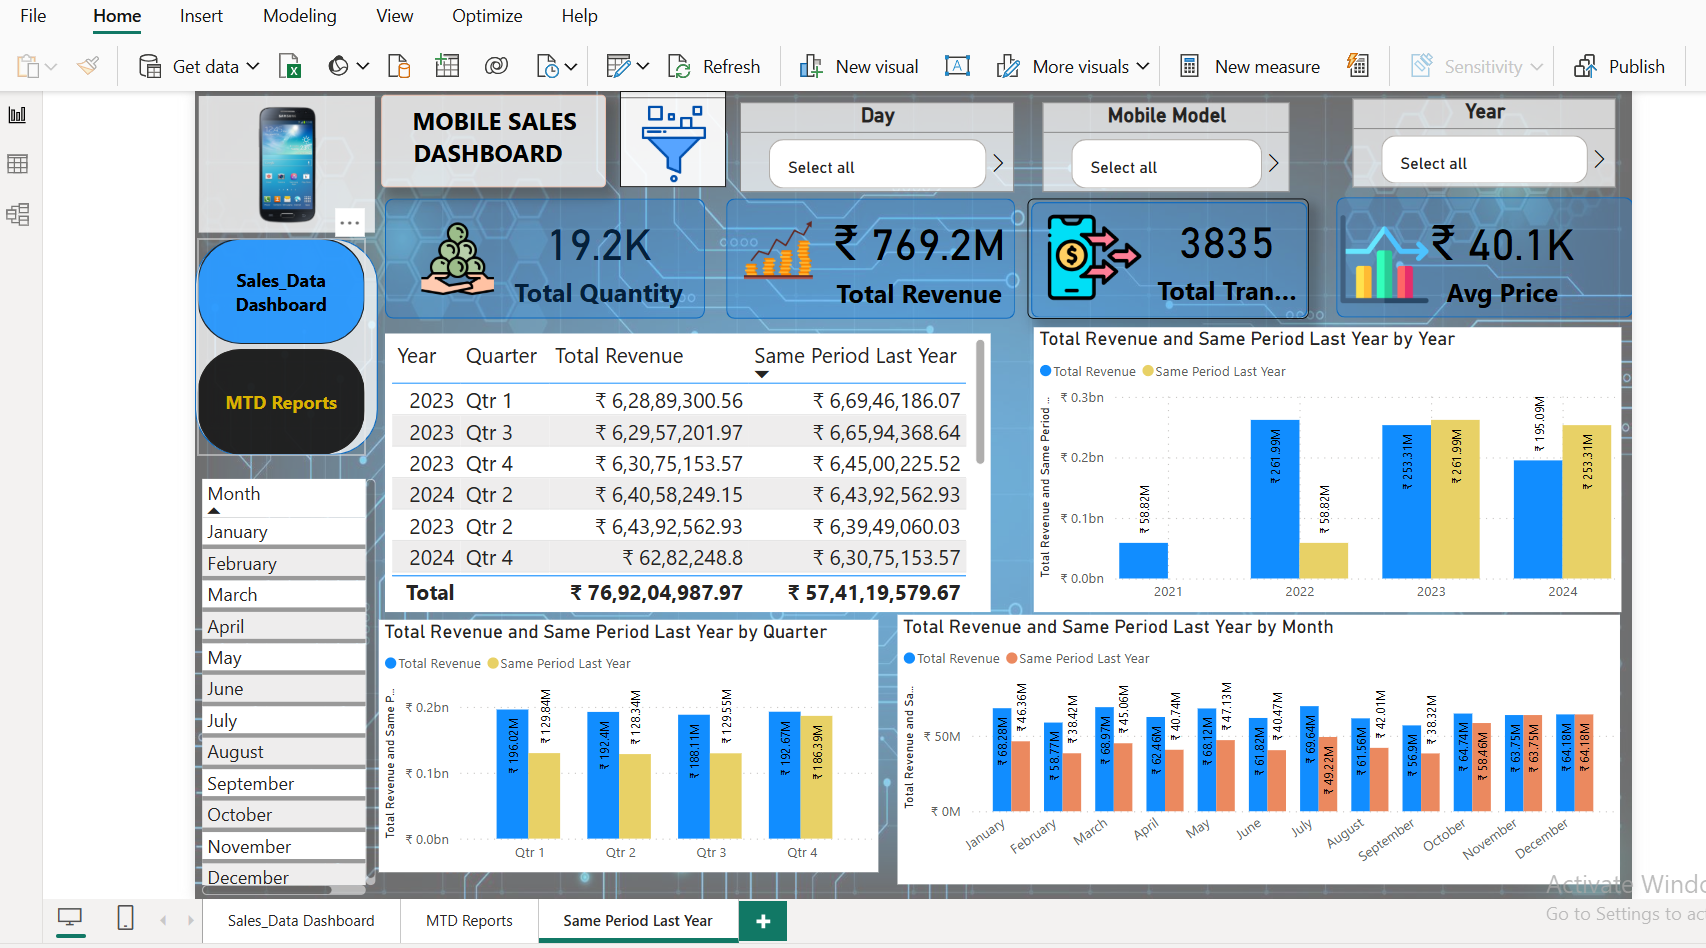 File Home Insert Modeling View Optimize Help
Get data Refresh New visual More visuals New measure Sensitivity Publish
MOBILE SALES
DASHBOARD
Day
Select all
Mobile Model
Select all
Year
Select all
Sales_Data
Dashboard
MTD Reports
19.2K
Total Quantity
₹ 769.2M
Total Revenue
3835
Total Tran...
₹ 40.1K
Avg Price
Month
January
February
March
April
May
June
July
August
September
October
November
December
Year Quarter Total Revenue Same Period Last Year
2023 Qtr 1 ₹ 6,28,89,300.56 ₹ 6,69,46,186.07
2023 Qtr 3 ₹ 6,29,57,201.97 ₹ 6,65,94,368.64
2023 Qtr 4 ₹ 6,30,75,153.57 ₹ 6,45,00,225.52
2024 Qtr 2 ₹ 6,40,58,249.15 ₹ 6,43,92,562.93
2023 Qtr 2 ₹ 6,43,92,562.93 ₹ 6,39,49,060.03
2024 Qtr 4 ₹ 62,82,248.8 ₹ 6,30,75,153.57
Total ₹ 76,92,04,987.97 ₹ 57,41,19,579.67
Total Revenue and Same Period Last Year by Year
Total Revenue Same Period Last Year
Total Revenue and Same Period ...
₹ 0.3bn
₹ 0.2bn
₹ 0.1bn
₹ 0.0bn
₹ 58.82M
₹ 261.99M
₹ 58.82M
₹ 253.31M
₹ 261.99M
₹ 195.09M
₹ 253.31M
2021 2022 2023 2024
Total Revenue and Same Period Last Year by Quarter
Total Revenue Same Period Last Year
Total Revenue and Same P...
₹ 0.2bn
₹ 0.1bn
₹ 0.0bn
₹ 196.02M
₹ 129.84M
₹ 192.4M
₹ 128.34M
₹ 188.11M
₹ 129.55M
₹ 192.67M
₹ 186.39M
Qtr 1 Qtr 2 Qtr 3 Qtr 4
Total Revenue and Same Period Last Year by Month
Total Revenue Same Period Last Year
Total Revenue and Sa...
₹ 50M
₹ 0M
₹ 68.28M
₹ 46.36M
₹ 58.77M
₹ 38.42M
₹ 68.97M
₹ 45.06M
₹ 62.46M
₹ 40.74M
₹ 68.12M
₹ 47.13M
₹ 61.82M
₹ 40.47M
₹ 69.64M
₹ 49.22M
₹ 61.56M
₹ 42.01M
₹ 56.9M
₹ 38.32M
₹ 64.74M
₹ 58.46M
₹ 63.75M
₹ 63.75M
₹ 64.18M
₹ 64.18M
January February March April May June July August September October November December
Activate Windo
Go to Settings to ac
Sales_Data Dashboard MTD Reports Same Period Last Year